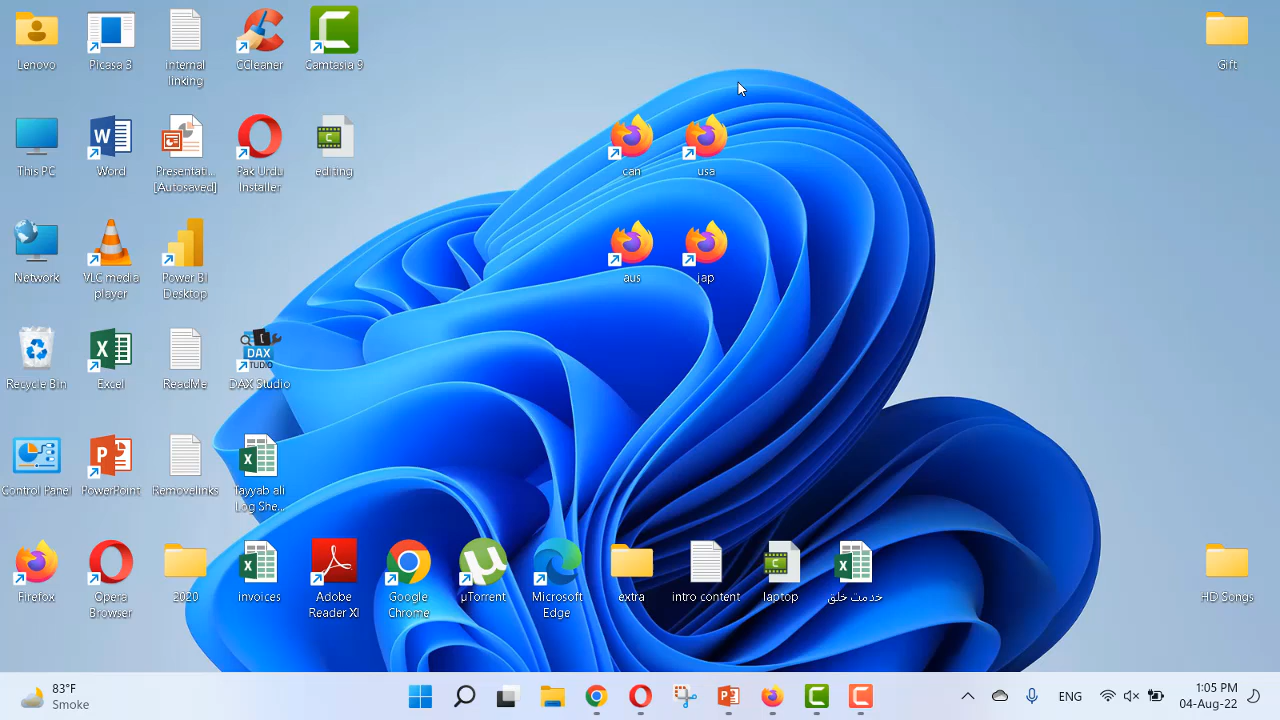 Lenovo
Picasa 3
internal
linking
CCleaner
Camtasia 9
Gift
This PC
Word
Presentati...
[Autosaved]
Pak Urdu
Installer
editing
can
usa
Network
VLC media
player
Power BI
Desktop
aus
jap
Recycle Bin
Excel
ReadMe
DAX
STUDIO
DAX Studio
Control Panel
PowerPoint
Removelinks
Tayyab ali
Log She...
Firefox
Opera
Browser
2020
invoices
Adobe
Reader XI
Google
Chrome
µTorrent
Microsoft
Edge
extra
intro content
laptop
خدمت خلق
HD Songs
83°F
Smoke
ENG
1:05 PM
04-Aug-22